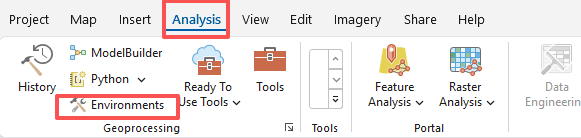 Project Map Insert Analysis View Edit Imagery Share Help
ModelBuilder
Python
Environments
History
Ready To
Use Tools
Tools
Geoprocessing
Tools
Feature
Analysis
Raster
Analysis
Portal
Data
Engineering